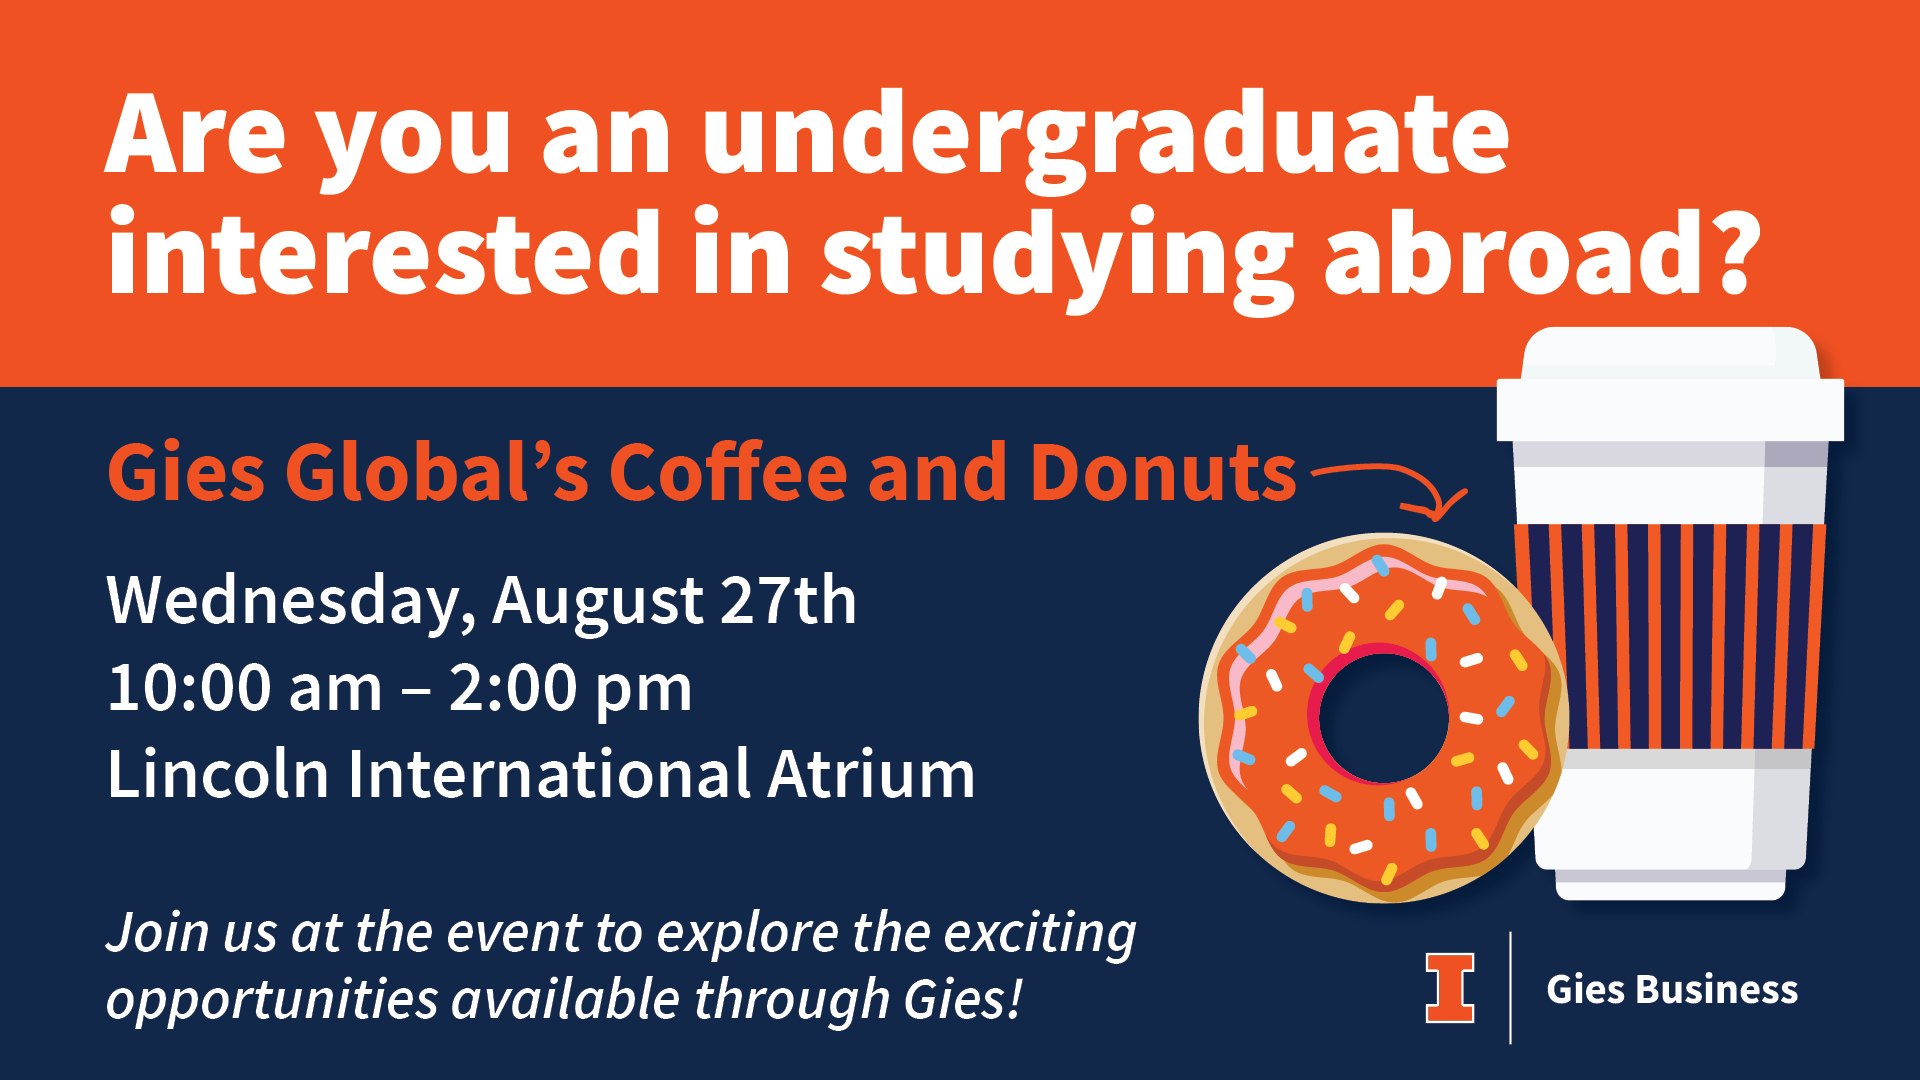 Are you an undergraduate
interested in studying abroad?
Gies Global’s Coffee and Donuts
Wednesday, August 27th
10:00 am – 2:00 pm
Lincoln International Atrium
Join us at the event to explore the exciting
opportunities available through Gies!
I
Gies Business